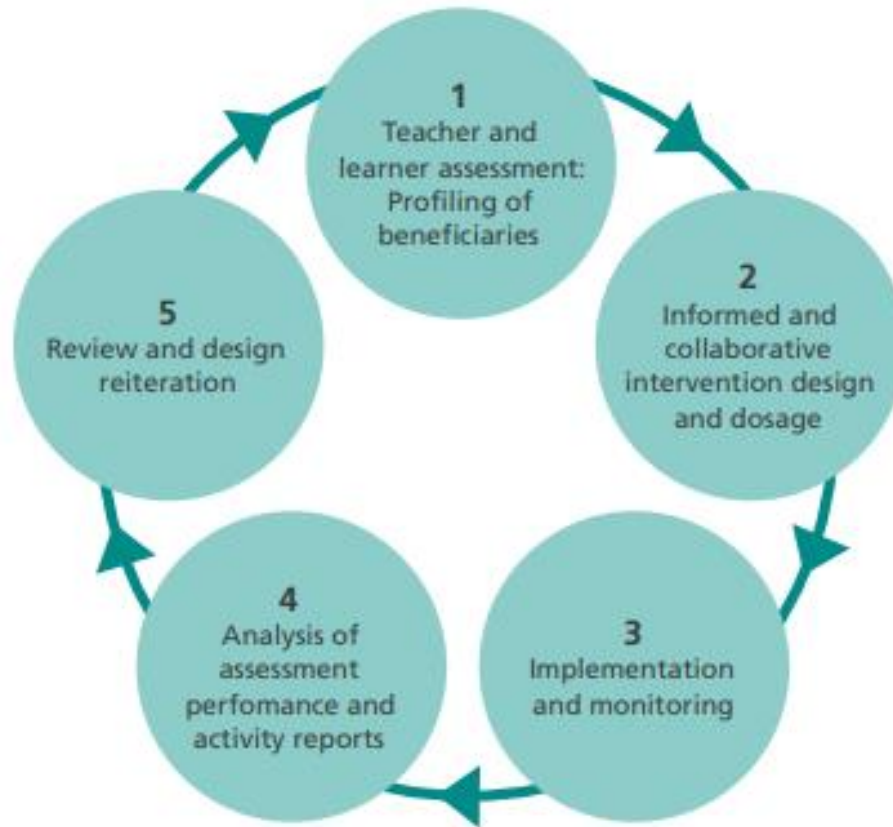 1
Teacher and
learner assessment:
Profiling of
beneficiaries
2
Informed and
collaborative
intervention design
and dosage
3
Implementation
and monitoring
4
Analysis of
assessment
perfomance and
activity reports
5
Review and design
reiteration